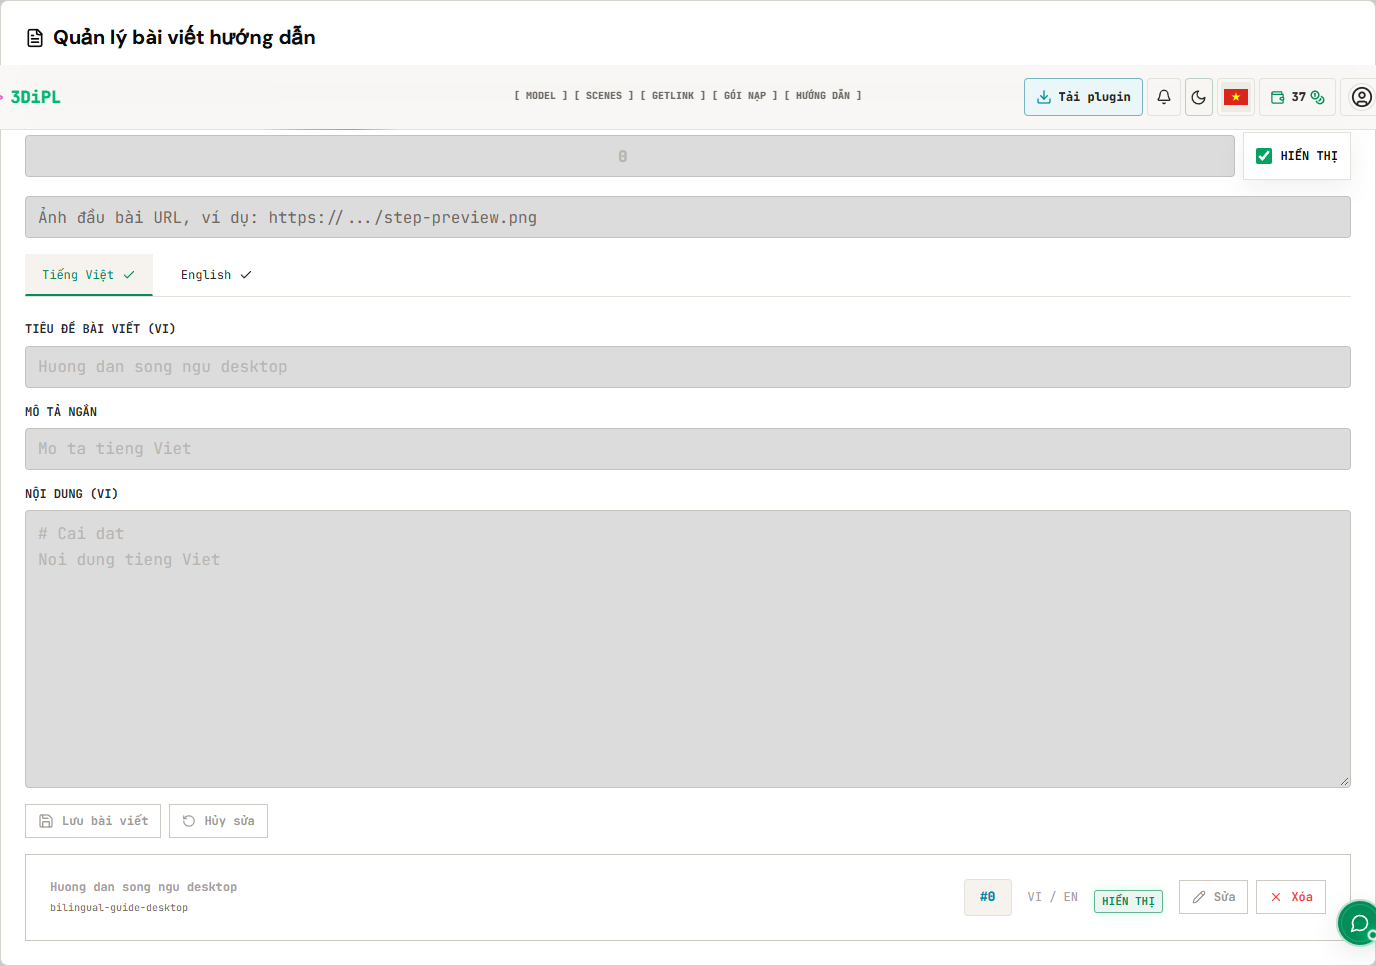 Quản lý bài viết hướng dẫn
3DiPL
[ MODEL ] [ SCENES ] [ GETLINK ] [ GÓI NẠP ] [ HƯỚNG DẪN ]
Tải plugin
37
0
HIỂN THỊ
Ảnh đầu bài URL, ví dụ: https://.../step-preview.png
Tiếng Việt
English
TIÊU ĐỀ BÀI VIẾT (VI)
Huong dan song ngu desktop
MÔ TẢ NGẮN
Mo ta tieng Viet
NỘI DUNG (VI)
# Cai dat
Noi dung tieng Viet
Lưu bài viết
Hủy sửa
Huong dan song ngu desktop
bilingual-guide-desktop
#0
VI / EN
HIỂN THỊ
Sửa
Xóa